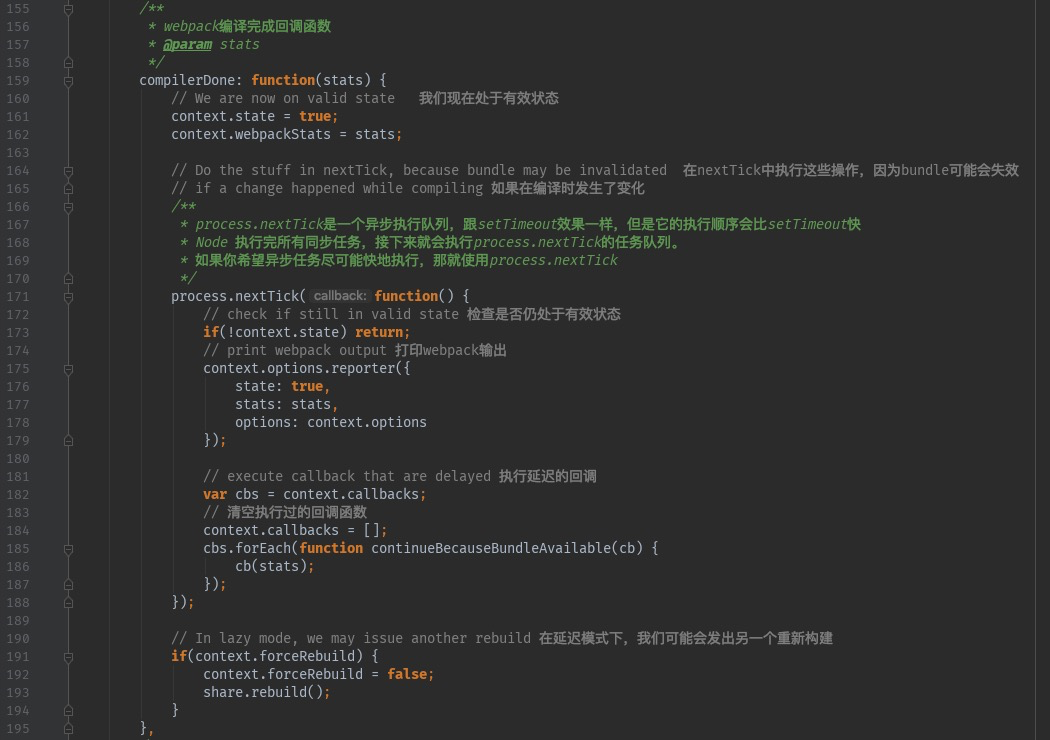 155 /**
156 * webpack编译完成回调函数
157 * @param stats
158 */
159 compilerDone: function(stats) {
160 // We are now on valid state   我们现在处于有效状态
161 context.state = true;
162 context.webpackStats = stats;
163
164 // Do the stuff in nextTick, because bundle may be invalidated  在nextTick中执行这些操作，因为bundle可能会失效
165 // if a change happened while compiling 如果在编译时发生了变化
166 /**
167 * process.nextTick是一个异步执行队列，跟setTimeout效果一样，但是它的执行顺序会比setTimeout快
168 * Node 执行完所有同步任务，接下来就会执行process.nextTick的任务队列。
169 * 如果你希望异步任务尽可能快地执行，那就使用process.nextTick
170 */
171 process.nextTick( callback: function() {
172 // check if still in valid state 检查是否仍处于有效状态
173 if(!context.state) return;
174 // print webpack output 打印webpack输出
175 context.options.reporter({
176 state: true,
177 stats: stats,
178 options: context.options
179 });
180
181 // execute callback that are delayed 执行延迟的回调
182 var cbs = context.callbacks;
183 // 清空执行过的回调函数
184 context.callbacks = [];
185 cbs.forEach(function continueBecauseBundleAvailable(cb) {
186 cb(stats);
187 });
188 });
189
190 // In lazy mode, we may issue another rebuild 在延迟模式下，我们可能会发出另一个重新构建
191 if(context.forceRebuild) {
192 context.forceRebuild = false;
193 share.rebuild();
194 }
195 },